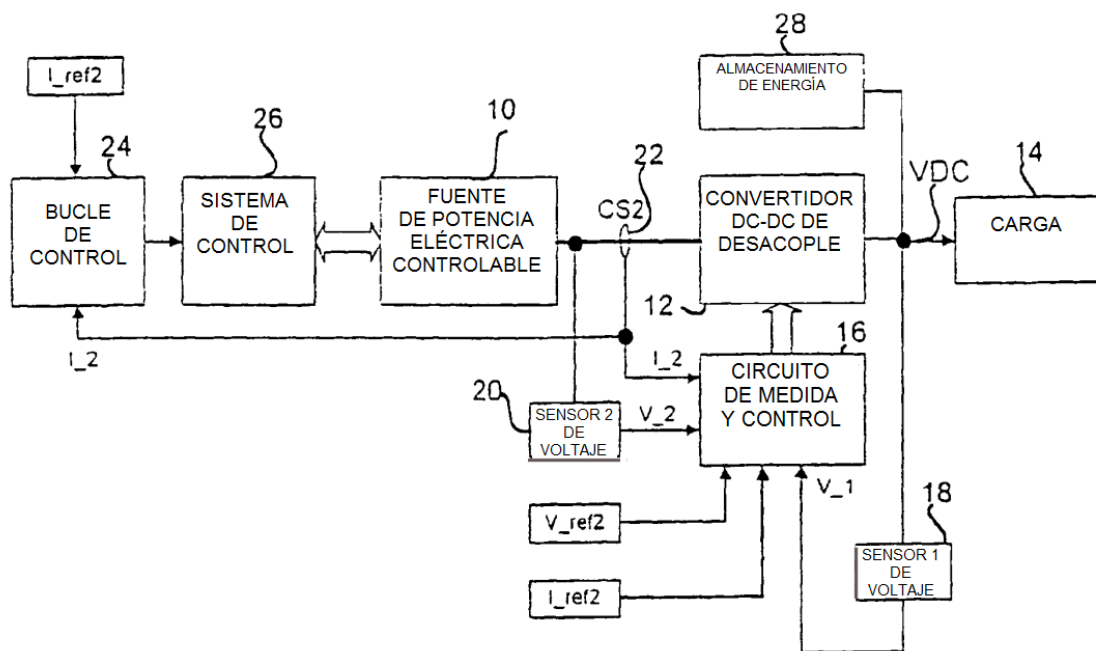 28
I_ref2
ALMACENAMIENTO
DE ENERGÍA
24
26
10
22
14
VDC
BUCLE
DE
CONTROL
SISTEMA
DE
CONTROL
FUENTE
DE POTENCIA
ELÉCTRICA
CONTROLABLE
CS2
CONVERTIDOR
DC-DC DE
DESACOPLE
CARGA
12
16
I_2
I_2
CIRCUITO
DE MEDIDA
Y CONTROL
20
SENSOR 2
DE
VOLTAJE
V_2
V_1
18
V_ref2
SENSOR 1
DE
VOLTAJE
I_ref2